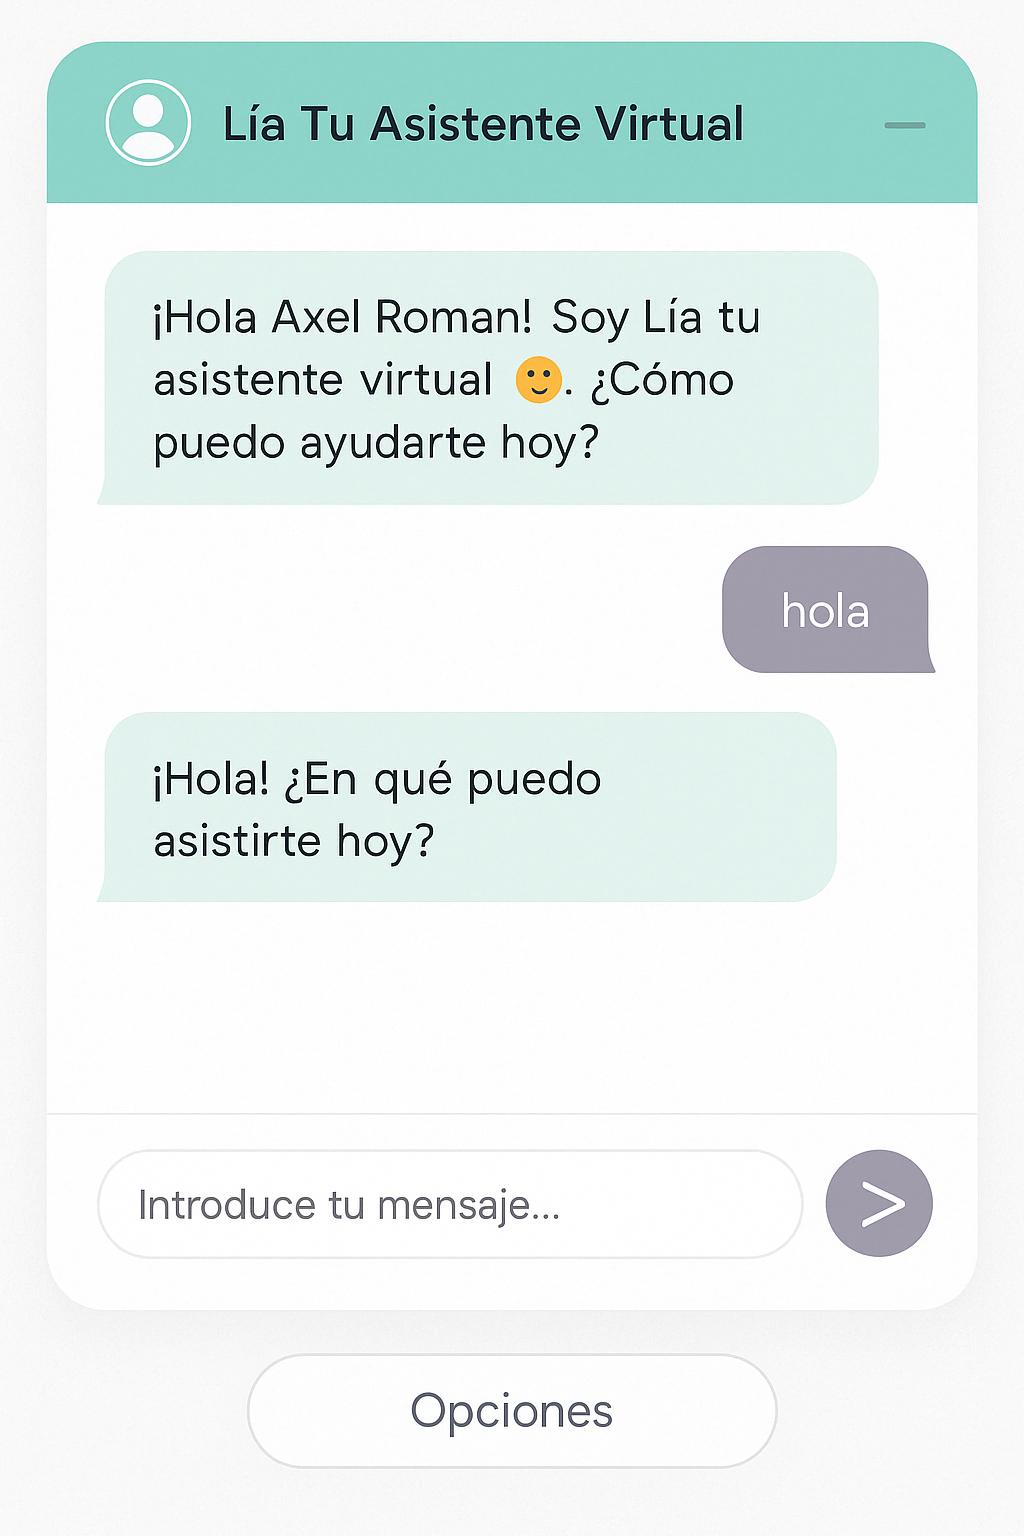 Lía Tu Asistente Virtual
¡Hola Axel Roman! Soy Lía tu
asistente virtual 🙂. ¿Cómo
puedo ayudarte hoy?
hola
¡Hola! ¿En qué puedo
asistirte hoy?
Introduce tu mensaje...
Opciones